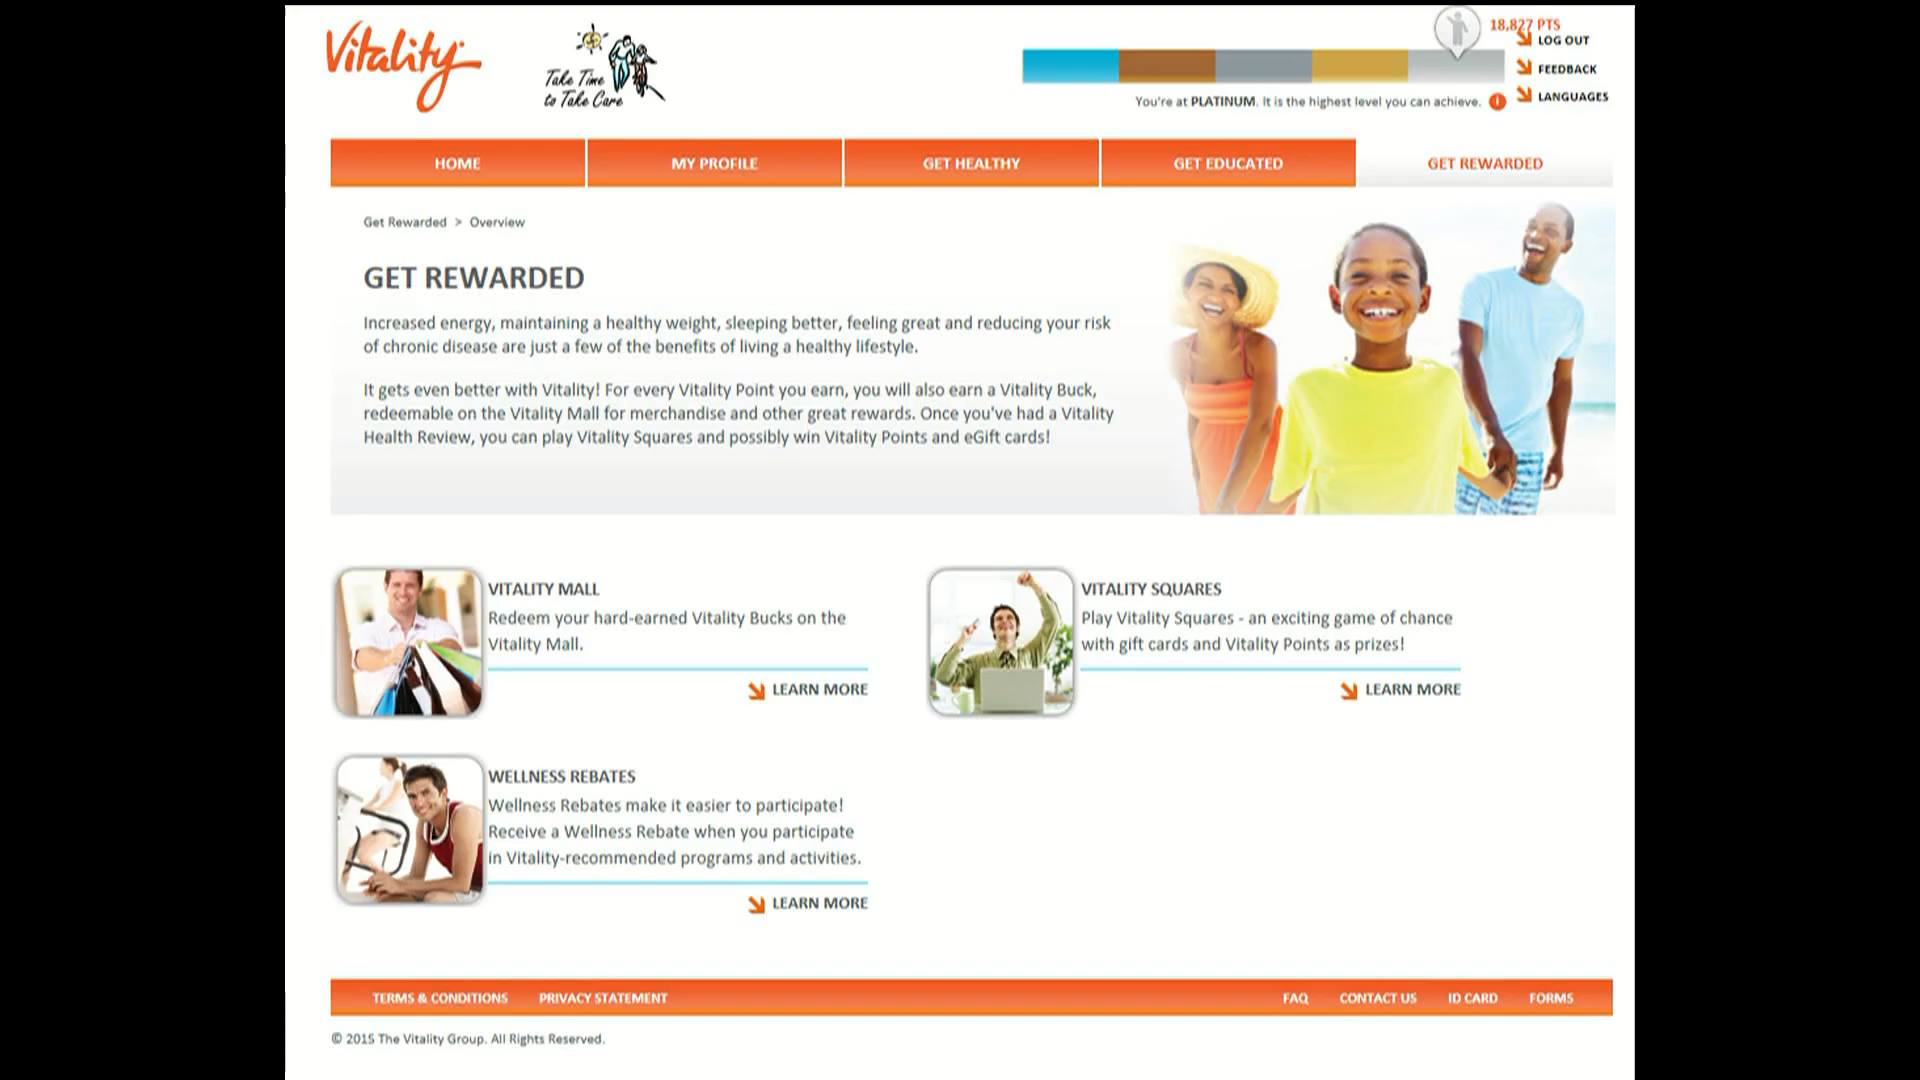 Vitality
Take Time
to Take Care
18,827 PTS
LOG OUT
FEEDBACK
LANGUAGES
You're at PLATINUM. It is the highest level you can achieve. i
HOME
MY PROFILE
GET HEALTHY
GET EDUCATED
GET REWARDED
Get Rewarded > Overview
GET REWARDED
Increased energy, maintaining a healthy weight, sleeping better, feeling great and reducing your risk
of chronic disease are just a few of the benefits of living a healthy lifestyle.
It gets even better with Vitality! For every Vitality Point you earn, you will also earn a Vitality Buck,
redeemable on the Vitality Mall for merchandise and other great rewards. Once you've had a Vitality
Health Review, you can play Vitality Squares and possibly win Vitality Points and eGift cards!
VITALITY MALL
Redeem your hard-earned Vitality Bucks on the
Vitality Mall.
LEARN MORE
VITALITY SQUARES
Play Vitality Squares - an exciting game of chance
with gift cards and Vitality Points as prizes!
LEARN MORE
WELLNESS REBATES
Wellness Rebates make it easier to participate!
Receive a Wellness Rebate when you participate
in Vitality-recommended programs and activities.
LEARN MORE
TERMS & CONDITIONS
PRIVACY STATEMENT
FAQ
CONTACT US
ID CARD
FORMS
© 2015 The Vitality Group. All Rights Reserved.